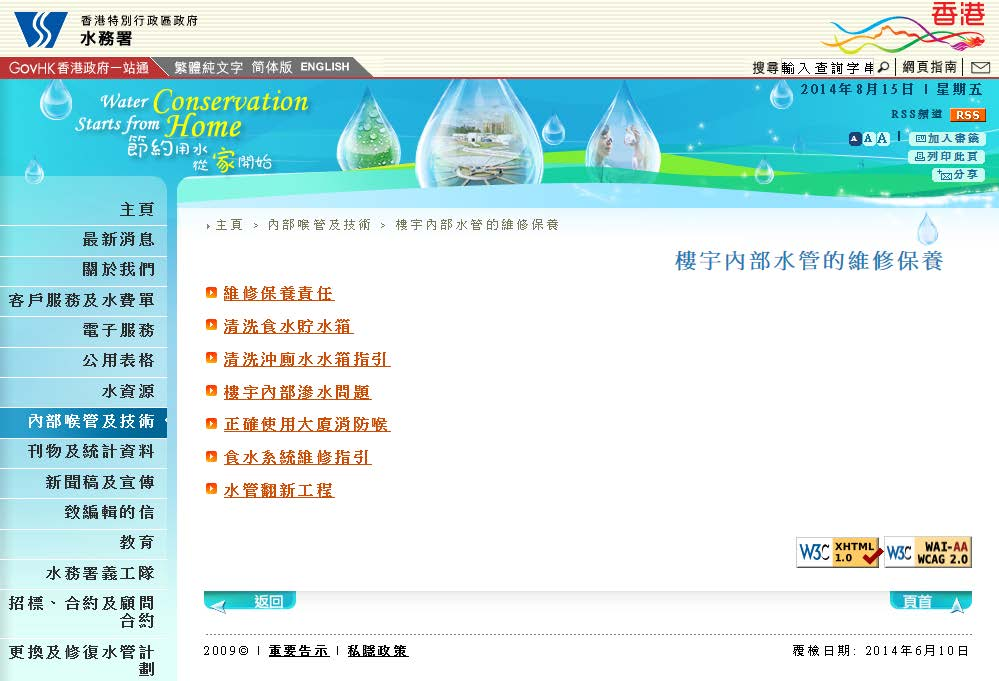 香港特別行政區政府
水務署
香港
GovHK香港政府一站通 繁體純文字 简体版 ENGLISH
搜尋 輸入查詢字串 網頁指南
2014年8月15日 | 星期五
RSS頻道 RSS
A A A | 加入書籤
列印此頁
分享
Water Conservation
Starts from Home
節約用水
從家開始
主頁
最新消息
關於我們
客戶服務及水費單
電子服務
公用表格
水資源
內部喉管及技術
刊物及統計資料
新聞稿及宣傳
致編輯的信
教育
水務署義工隊
招標、合約及顧問
合約
更換及修復水管計
劃
主頁 > 內部喉管及技術 > 樓宇內部水管的維修保養
樓宇內部水管的維修保養
維修保養責任
清洗食水貯水箱
清洗沖廁水水箱指引
樓宇內部滲水問題
正確使用大廈消防喉
食水系統維修指引
水管翻新工程
W3C XHTML 1.0
W3C WAI-AA WCAG 2.0
返回 頁首
2009© | 重要告示 | 私隱政策 覆檢日期: 2014年6月10日